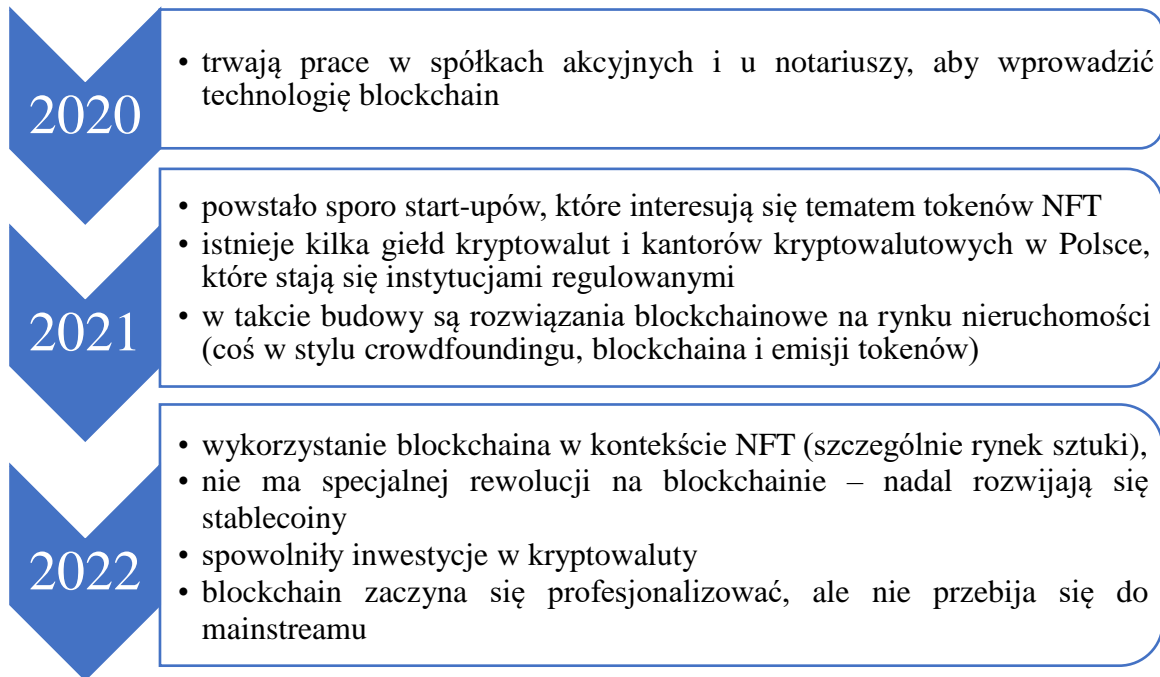 2020
• trwają prace w spółkach akcyjnych i u notariuszy, aby wprowadzić
technologię blockchain
2021
• powstało sporo start-upów, które interesują się tematem tokenów NFT
• istnieje kilka giełd kryptowalut i kantorów kryptowalutowych w Polsce,
które stają się instytucjami regulowanymi
• w takcie budowy są rozwiązania blockchainowe na rynku nieruchomości
(coś w stylu crowdfoundingu, blockchaina i emisji tokenów)
2022
• wykorzystanie blockchaina w kontekście NFT (szczególnie rynek sztuki),
• nie ma specjalnej rewolucji na blockchainie – nadal rozwijają się
stablecoiny
• spowolniły inwestycje w kryptowaluty
• blockchain zaczyna się profesjonalizować, ale nie przebija się do
mainstreamu